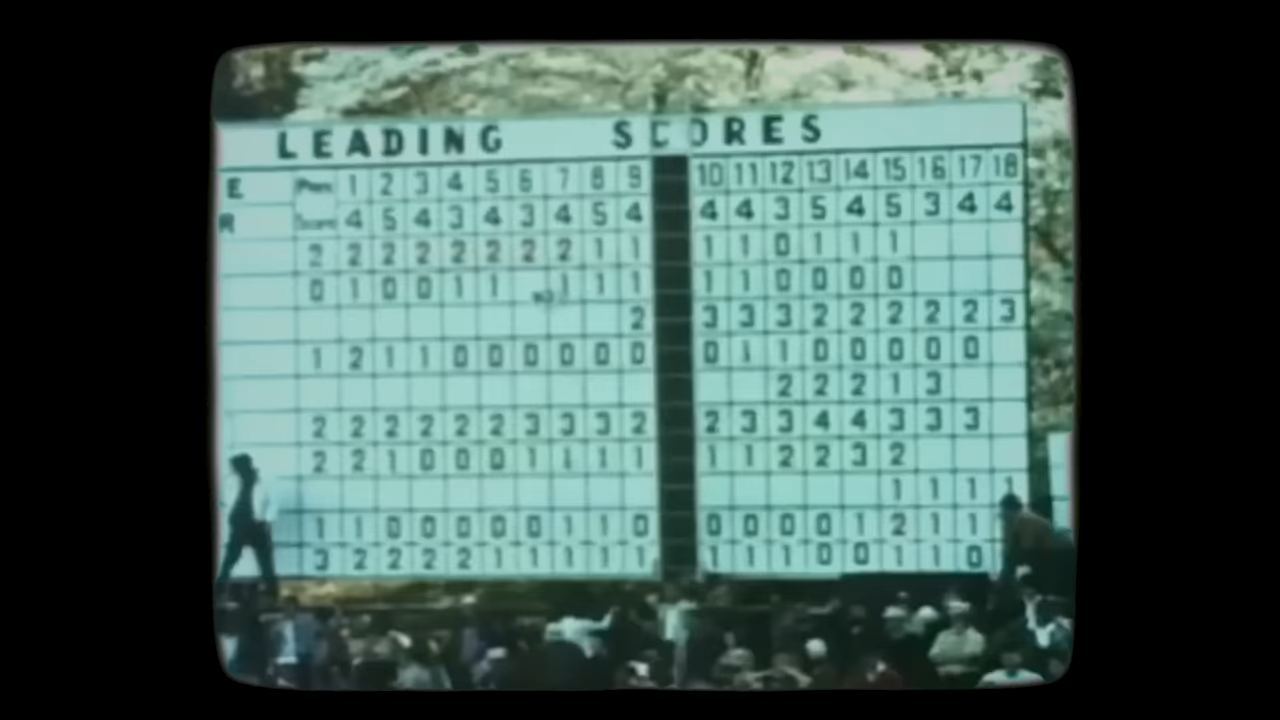 LEADING SCORES
E Prev. 1 2 3 4 5 6 7 8 9 10 11 12 13 14 15 16 17 18
R Score 4 5 4 3 4 3 4 5 4 4 4 3 5 4 5 3 4 4
2 2 2 2 2 2 2 2 1 1 1 1 0 1 1 1
0 1 0 0 1 1 1 1 1 1 1 0 0 0 0
2 3 3 3 2 2 2 2 2 3
1 2 1 1 0 0 0 0 0 0 0 1 1 0 0 0 0 0
2 2 2 1 3
2 2 2 2 2 2 3 3 3 2 2 3 3 4 4 3 3 3
2 2 1 0 0 0 1 1 1 1 1 1 2 2 3 2
1 1 1 1
1 1 0 0 0 0 0 1 1 0 0 0 0 0 1 2 1 1
3 2 2 2 2 1 1 1 1 1 1 1 1 0 0 1 1 0